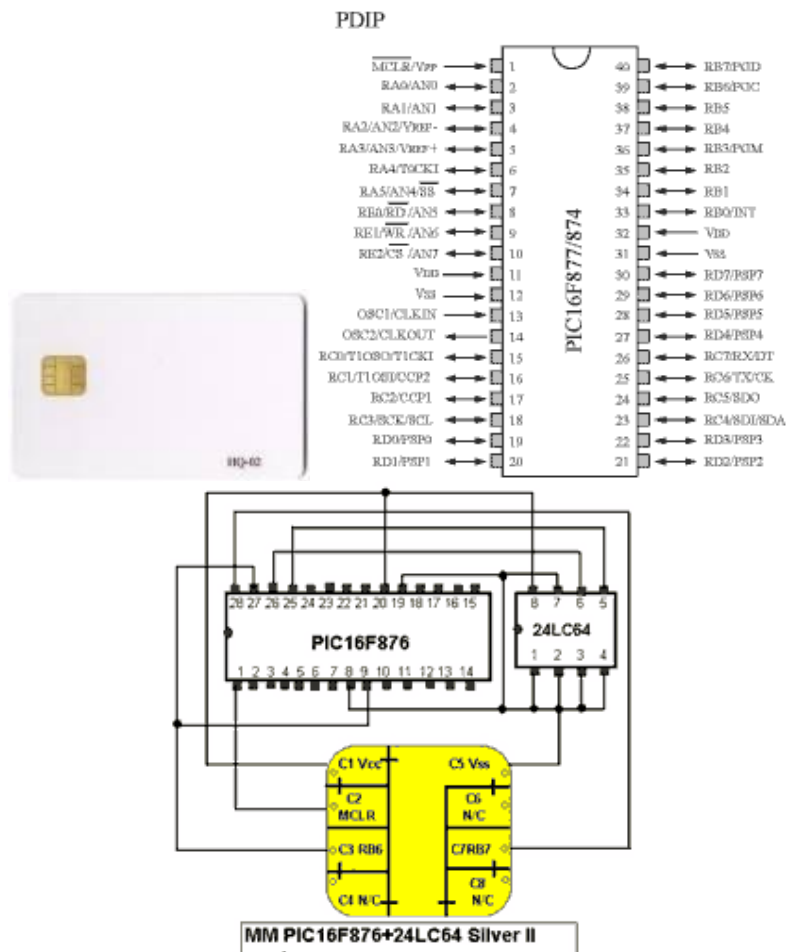 PDIP
MCLR/VPP 1 40 RB7/PGD
RA0/AN0 2 39 RB6/PGC
RA1/AN1 3 38 RB5
RA2/AN2/VREF- 4 37 RB4
RA3/AN3/VREF+ 5 36 RB3/PGM
RA4/T0CKI 6 35 RB2
RA5/AN4/SS 7 34 RB1
RE0/RD/AN5 8 33 RB0/INT
RE1/WR/AN6 9 32 VDD
RE2/CS/AN7 10 31 VSS
VDD 11 30 RD7/PSP7
VSS 12 29 RD6/PSP6
OSC1/CLKIN 13 28 RD5/PSP5
OSC2/CLKOUT 14 27 RD4/PSP4
RC0/T1OSO/T1CKI 15 26 RC7/RX/DT
RC1/T1OSI/CCP2 16 25 RC6/TX/CK
RC2/CCP1 17 24 RC5/SDO
RC3/SCK/SCL 18 23 RC4/SDI/SDA
RD0/PSP0 19 22 RD3/PSP3
RD1/PSP1 20 21 RD2/PSP2
PIC16F877/874
HQ-02
28 27 26 25 24 23 22 21 20 19 18 17 16 15
PIC16F876
1 2 3 4 5 6 7 8 9 10 11 12 13 14
8 7 6 5
24LC64
1 2 3 4
C1 Vcc C5 Vss
C2 C6
MCLR N/C
C3 RB6 C7RB7
C8
C4 N/C N/C
MM PIC16F876+24LC64 Silver II